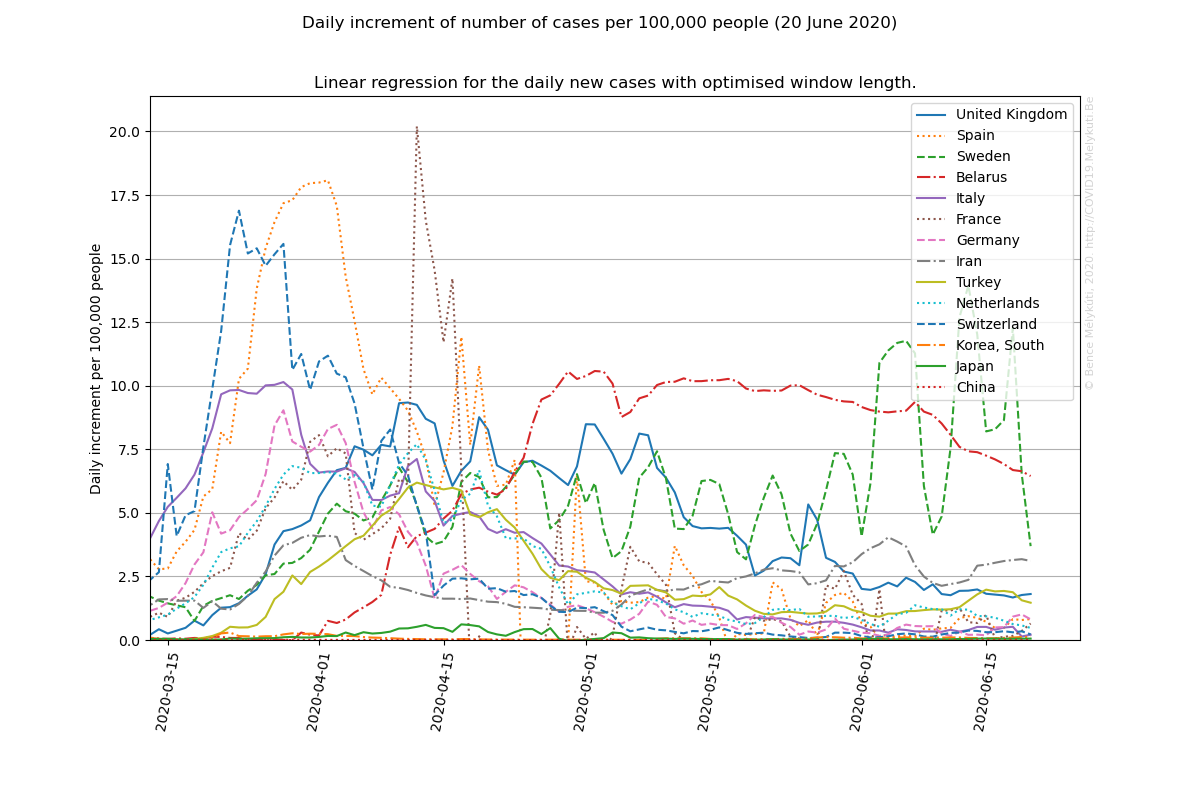 Daily increment of number of cases per 100,000 people (20 June 2020)
Linear regression for the daily new cases with optimised window length.
Daily increment per 100,000 people
20.0
17.5
15.0
12.5
10.0
7.5
5.0
2.5
0.0
United Kingdom
Spain
Sweden
Belarus
Italy
France
Germany
Iran
Turkey
Netherlands
Switzerland
Korea, South
Japan
China
© Bence Melykuti, 2020. http://COVID19.Melykuti.Be
2020-03-15
2020-04-01
2020-04-15
2020-05-01
2020-05-15
2020-06-01
2020-06-15